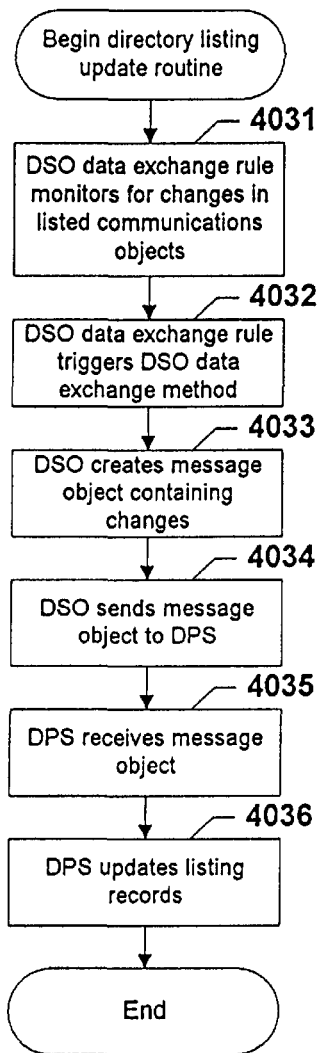 Begin directory listing
update routine
4031
DSO data exchange rule
monitors for changes in
listed communications
objects
4032
DSO data exchange rule
triggers DSO data
exchange method
4033
DSO creates message
object containing
changes
4034
DSO sends message
object to DPS
4035
DPS receives message
object
4036
DPS updates listing
records
End